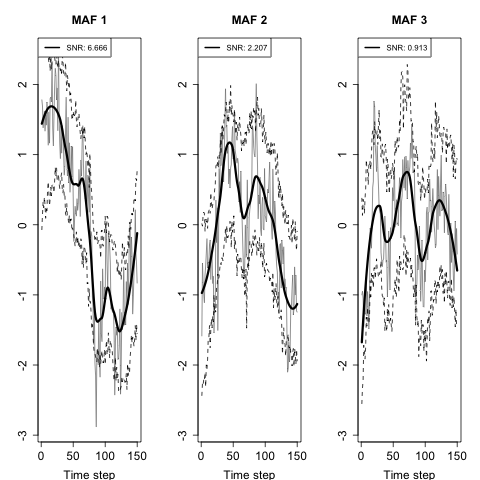 MAF 1 MAF 2 MAF 3
SNR: 6.666 SNR: 2.207 SNR: 0.913
2 2 2
1 1 1
0 0 0
-1 -1 -1
-2 -2 -2
-3 -3 -3
0 50 100 150 0 50 100 150 0 50 100 150
Time step Time step Time step